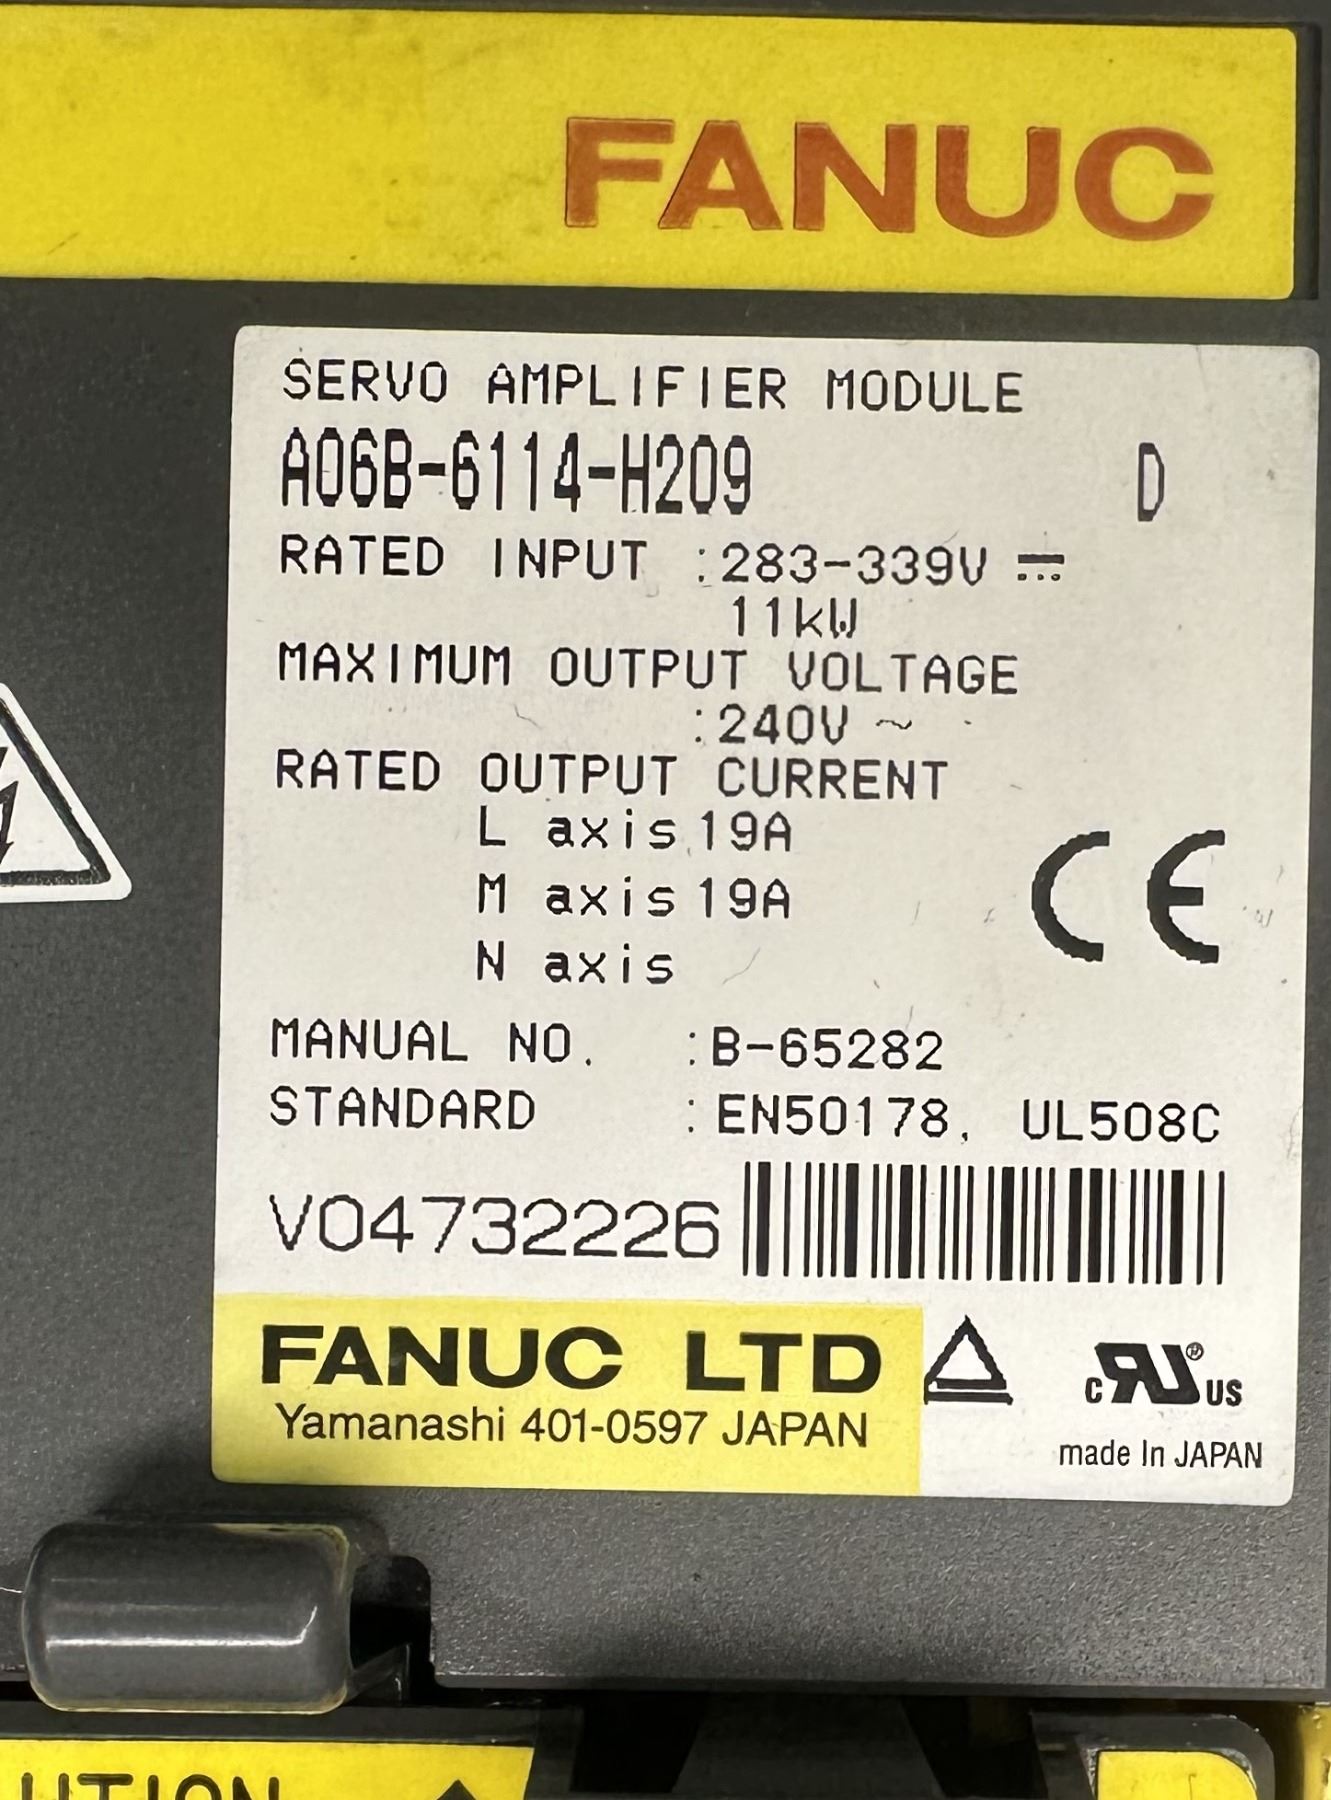 FANUC
SERVO AMPLIFIER MODULE
A06B-6114-H209 D
RATED INPUT :283-339V ⎓
11kW
MAXIMUM OUTPUT VOLTAGE
:240V ~
RATED OUTPUT CURRENT
L axis 19A
M axis 19A
N axis
CE
MANUAL NO. :B-65282
STANDARD :EN50178, UL508C
V04732226
FANUC LTD
Yamanashi 401-0597 JAPAN
c RU ® US
made In JAPAN